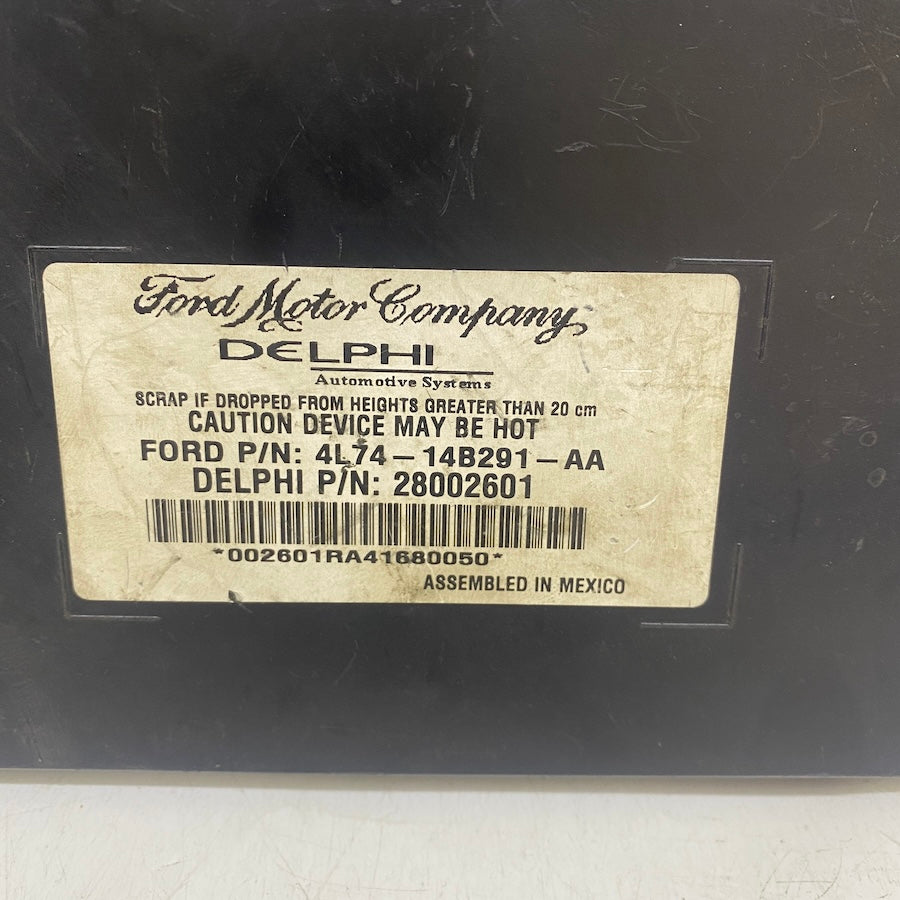 Ford Motor Company,
DELPHI
Automotive Systems
SCRAP IF DROPPED FROM HEIGHTS GREATER THAN 20 cm
CAUTION DEVICE MAY BE HOT
FORD P/N: 4L74-14B291-AA
DELPHI P/N: 28002601
*002601RA41680050*
ASSEMBLED IN MEXICO